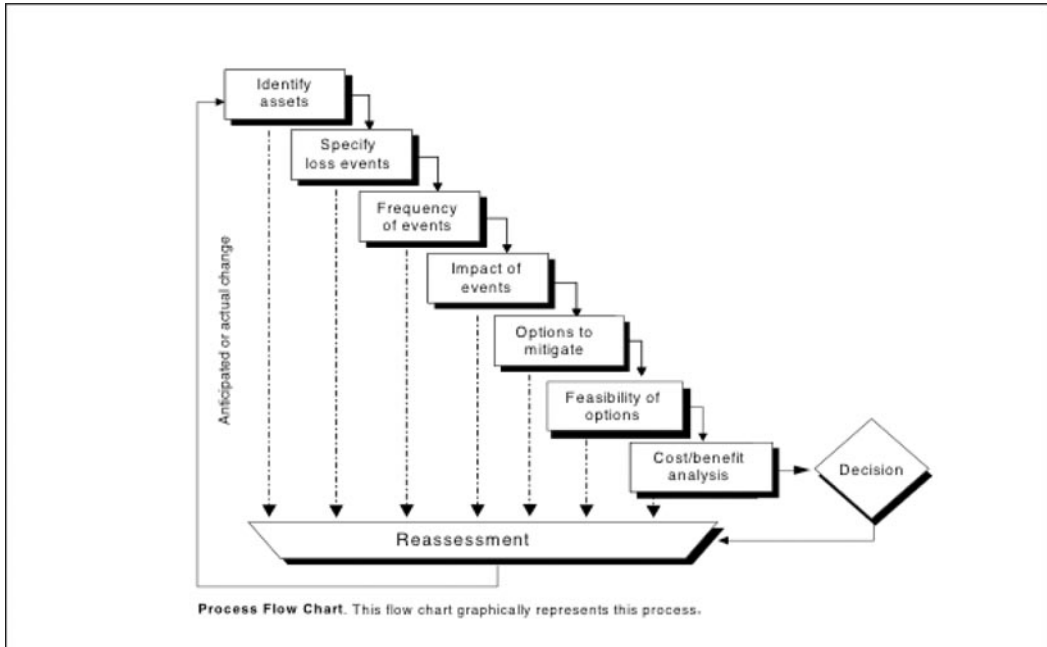 Identify
assets
Specify
loss events
Frequency
of events
Impact of
events
Options to
mitigate
Feasibility of
options
Cost/benefit
analysis
Decision
Anticipated or actual change
Reassessment
Process Flow Chart. This flow chart graphically represents this process.